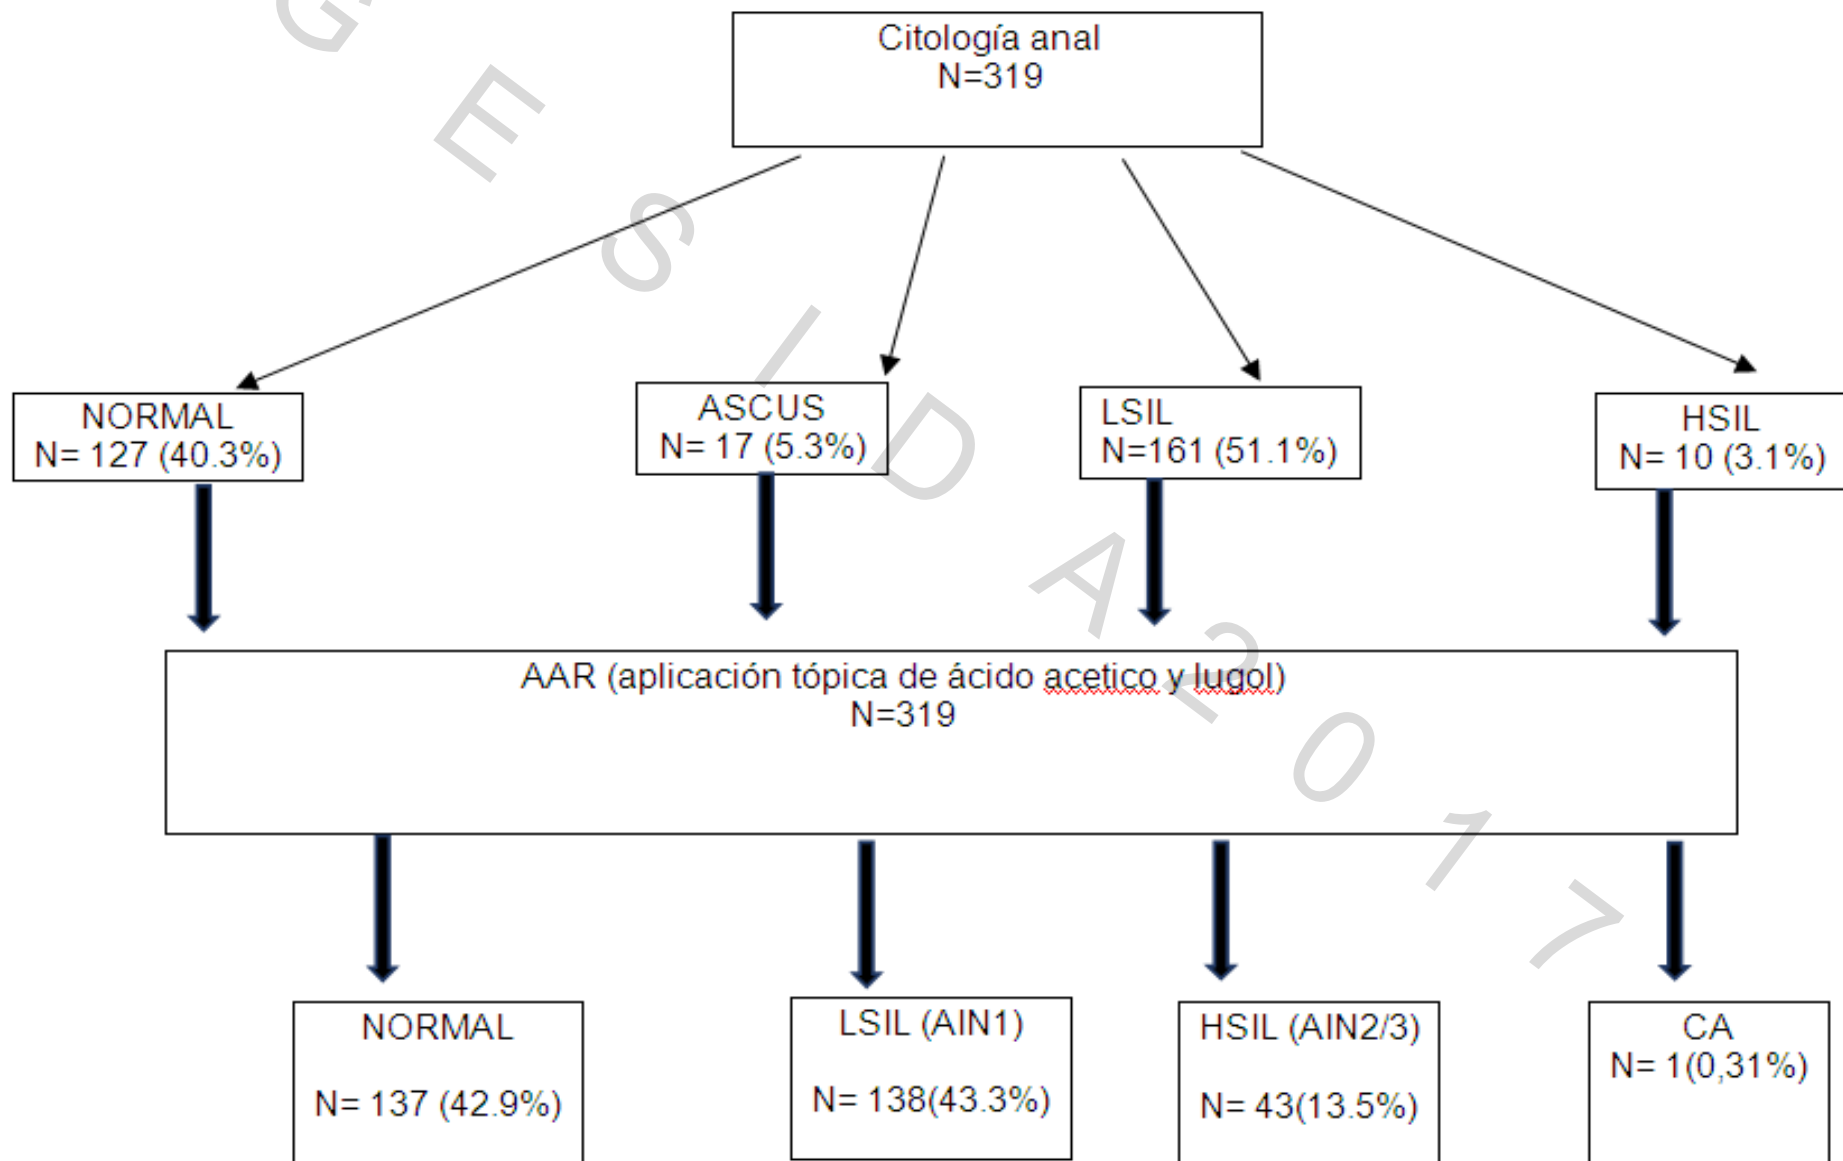 Citología anal
N=319
NORMAL
N= 127 (40.3%)
ASCUS
N= 17 (5.3%)
LSIL
N=161 (51.1%)
HSIL
N= 10 (3.1%)
AAR (aplicación tópica de ácido acetico y lugol)
N=319
NORMAL
N= 137 (42.9%)
LSIL (AIN1)
N= 138(43.3%)
HSIL (AIN2/3)
N= 43(13.5%)
CA
N= 1(0,31%)
GESIDA2017